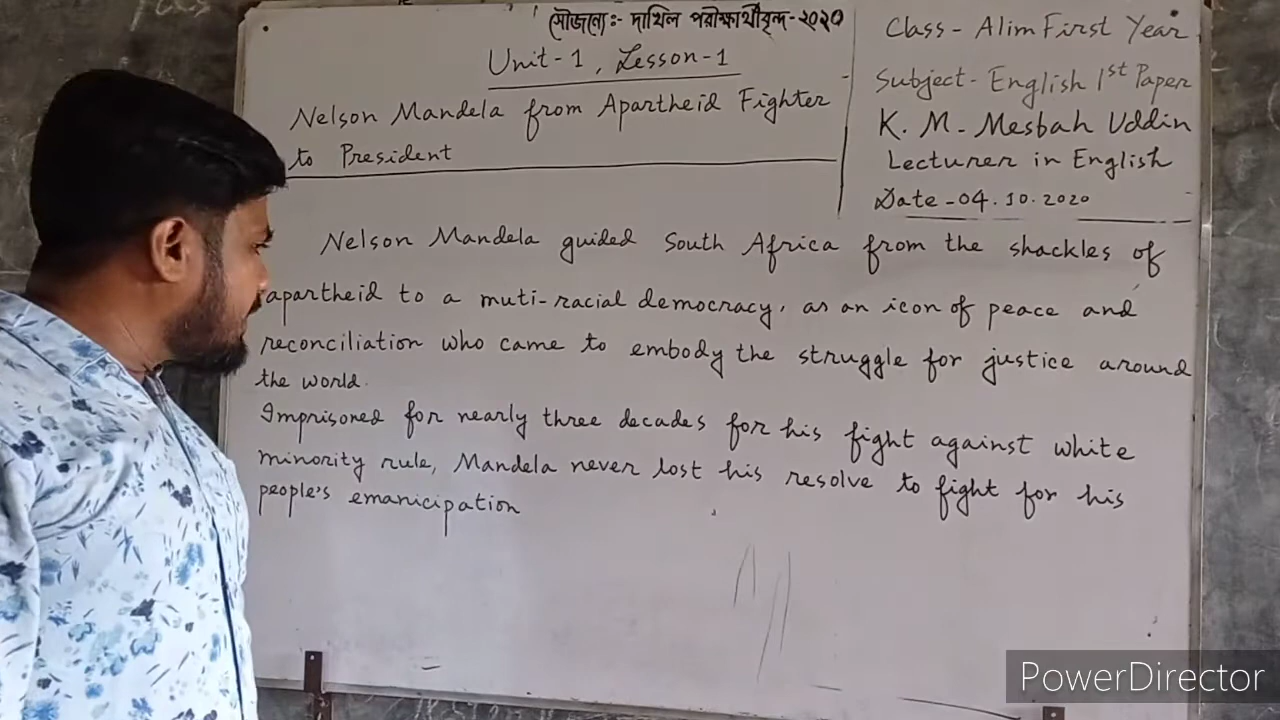 সৌজন্যে:- দাখিল পরীক্ষার্থীবৃন্দ-২০২০
Unit-1, Lesson-1
Nelson Mandela from Apartheid Fighter
to President
Class - Alim First Year
Subject - English 1st Paper
K. M. Mesbah Uddin
Lecturer in English
Date - 04.10.2020
Nelson Mandela guided South Africa from the shackles of
apartheid to a muti-racial democracy, as an icon of peace and
reconciliation who came to embody the struggle for justice around
the world.
Imprisoned for nearly three decades for his fight against white
minority rule, Mandela never lost his resolve to fight for his
people's emanicipation
PowerDirector